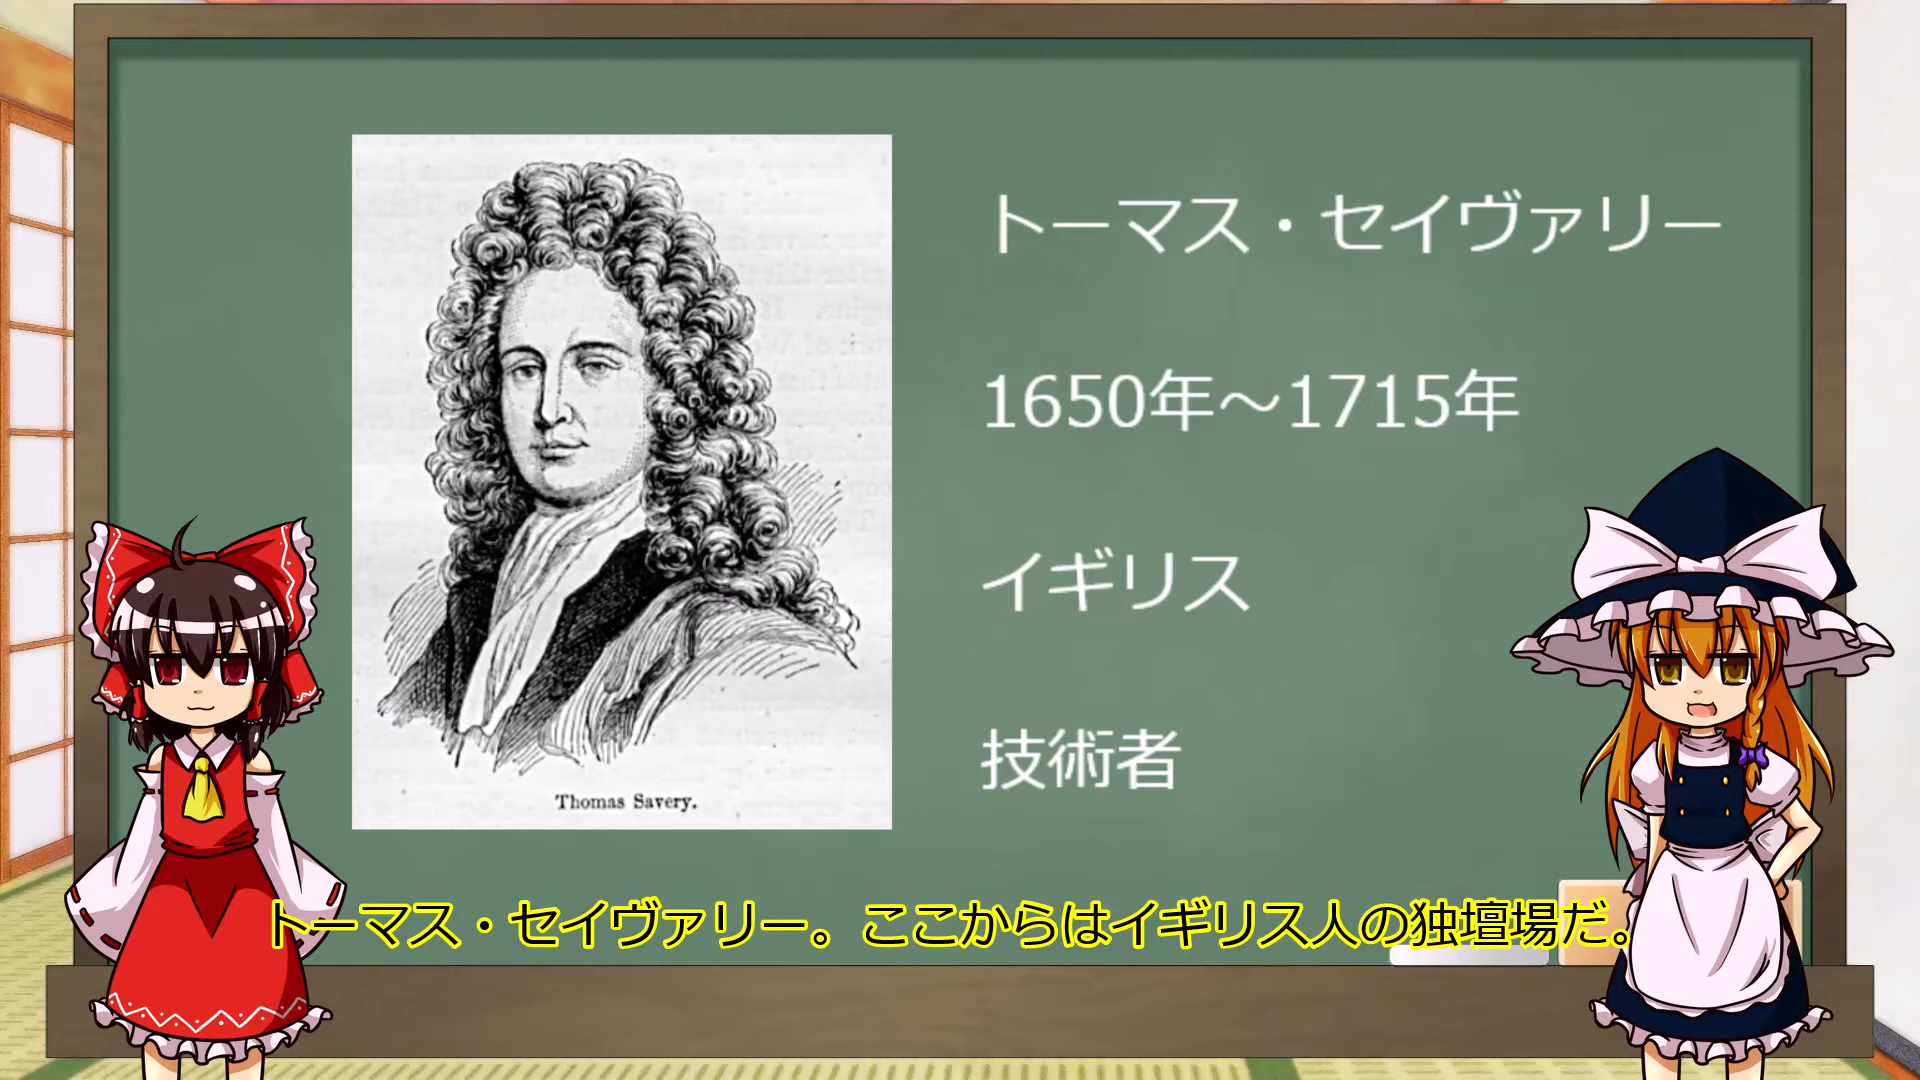 トーマス・セイヴァリー
1650年～1715年
イギリス
技術者
Thomas Savery.
トーマス・セイヴァリー。ここからはイギリス人の独壇場だ。